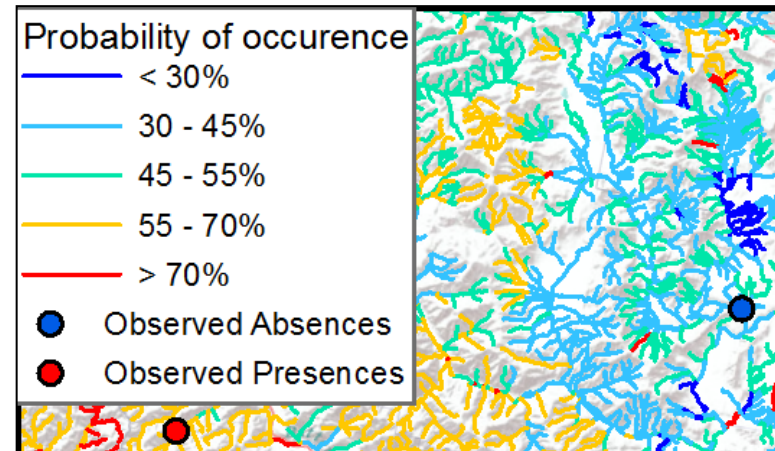 Probability of occurence
< 30%
30 - 45%
45 - 55%
55 - 70%
> 70%
Observed Absences
Observed Presences